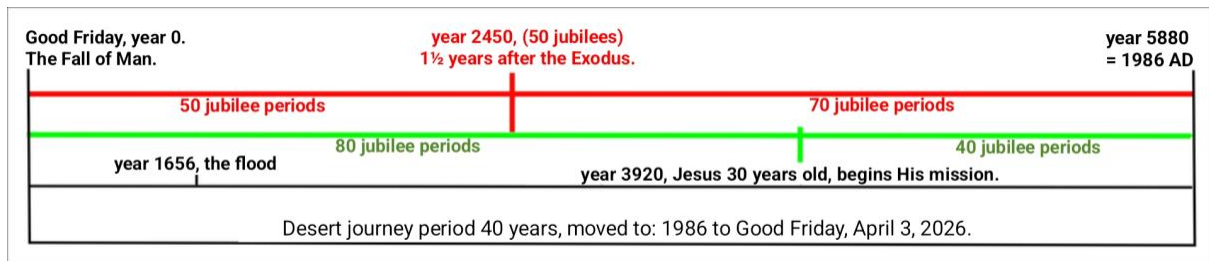 Good Friday, year 0.
The Fall of Man.
year 2450, (50 jubilees)
1½ years after the Exodus.
year 5880
= 1986 AD
50 jubilee periods
70 jubilee periods
80 jubilee periods
40 jubilee periods
year 1656, the flood
year 3920, Jesus 30 years old, begins His mission.
Desert journey period 40 years, moved to: 1986 to Good Friday, April 3, 2026.